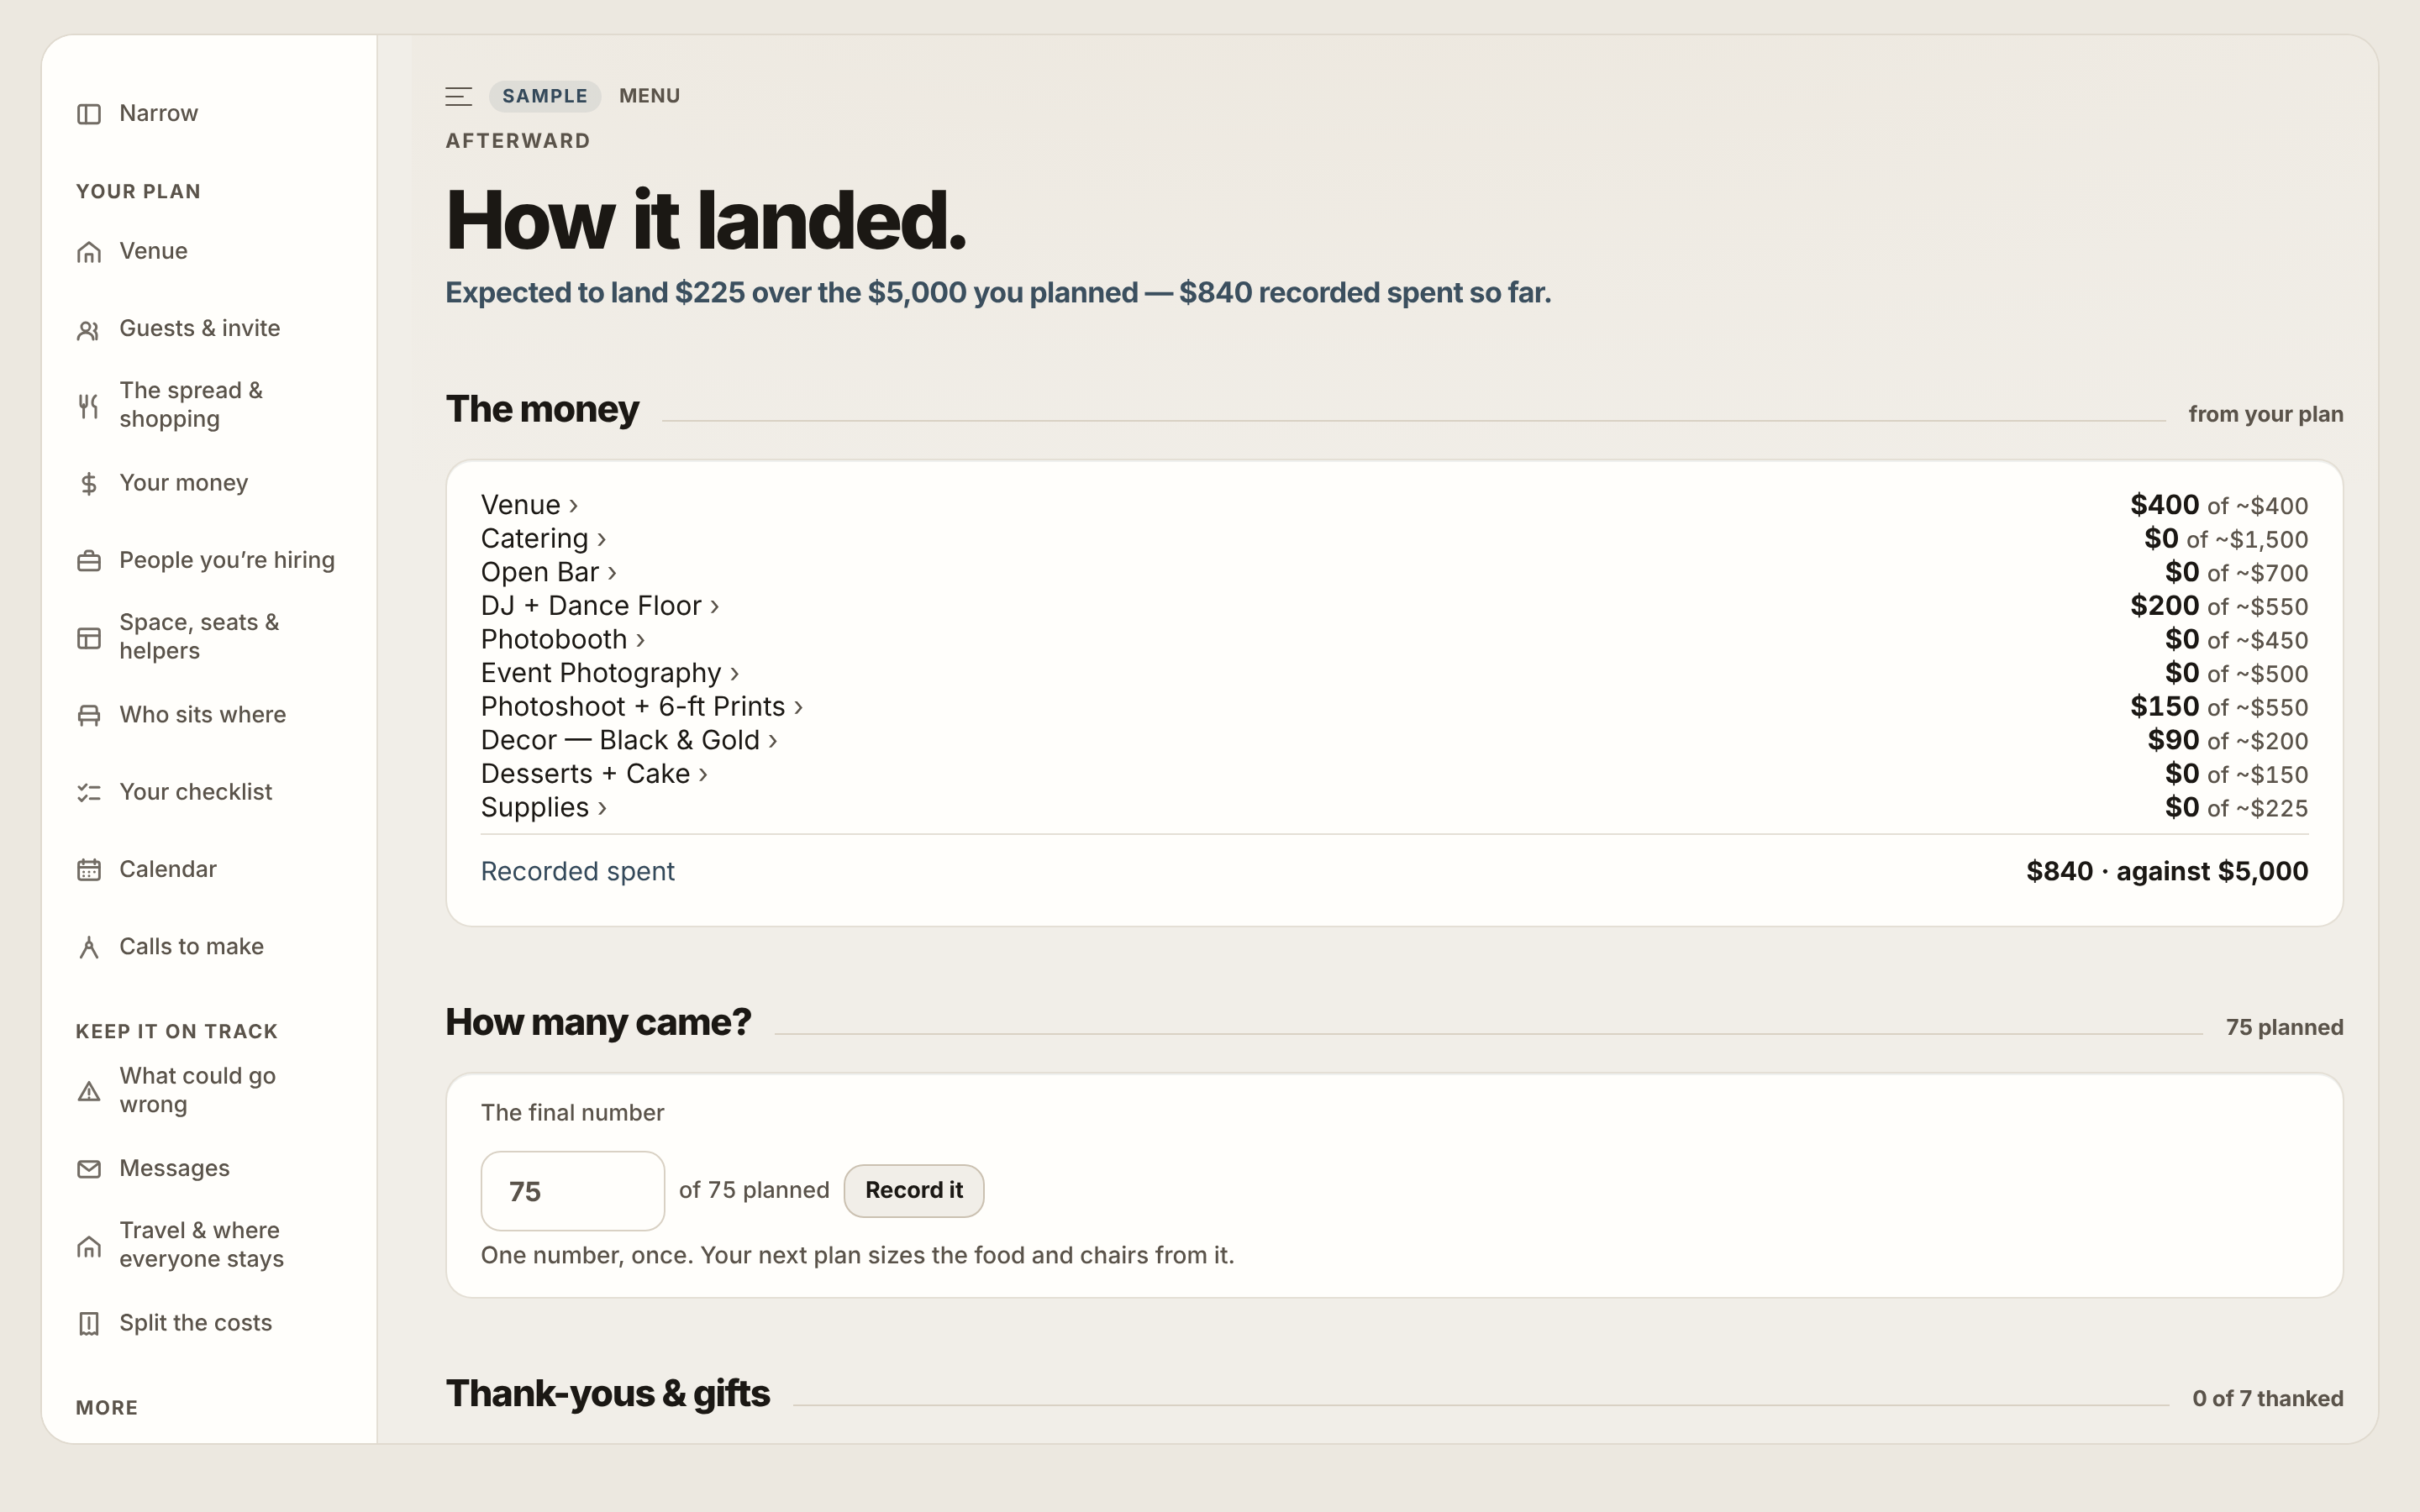 Narrow
YOUR PLAN
Venue
Guests & invite
The spread &
shopping
Your money
People you’re hiring
Space, seats &
helpers
Who sits where
Your checklist
Calendar
Calls to make
KEEP IT ON TRACK
What could go
wrong
Messages
Travel & where
everyone stays
Split the costs
MORE
SAMPLE MENU
AFTERWARD
How it landed.
Expected to land $225 over the $5,000 you planned — $840 recorded spent so far.
The money from your plan
Venue › $400 of ~$400
Catering › $0 of ~$1,500
Open Bar › $0 of ~$700
DJ + Dance Floor › $200 of ~$550
Photobooth › $0 of ~$450
Event Photography › $0 of ~$500
Photoshoot + 6-ft Prints › $150 of ~$550
Decor — Black & Gold › $90 of ~$200
Desserts + Cake › $0 of ~$150
Supplies › $0 of ~$225
Recorded spent $840 · against $5,000
How many came? 75 planned
The final number
75 of 75 planned Record it
One number, once. Your next plan sizes the food and chairs from it.
Thank-yous & gifts 0 of 7 thanked